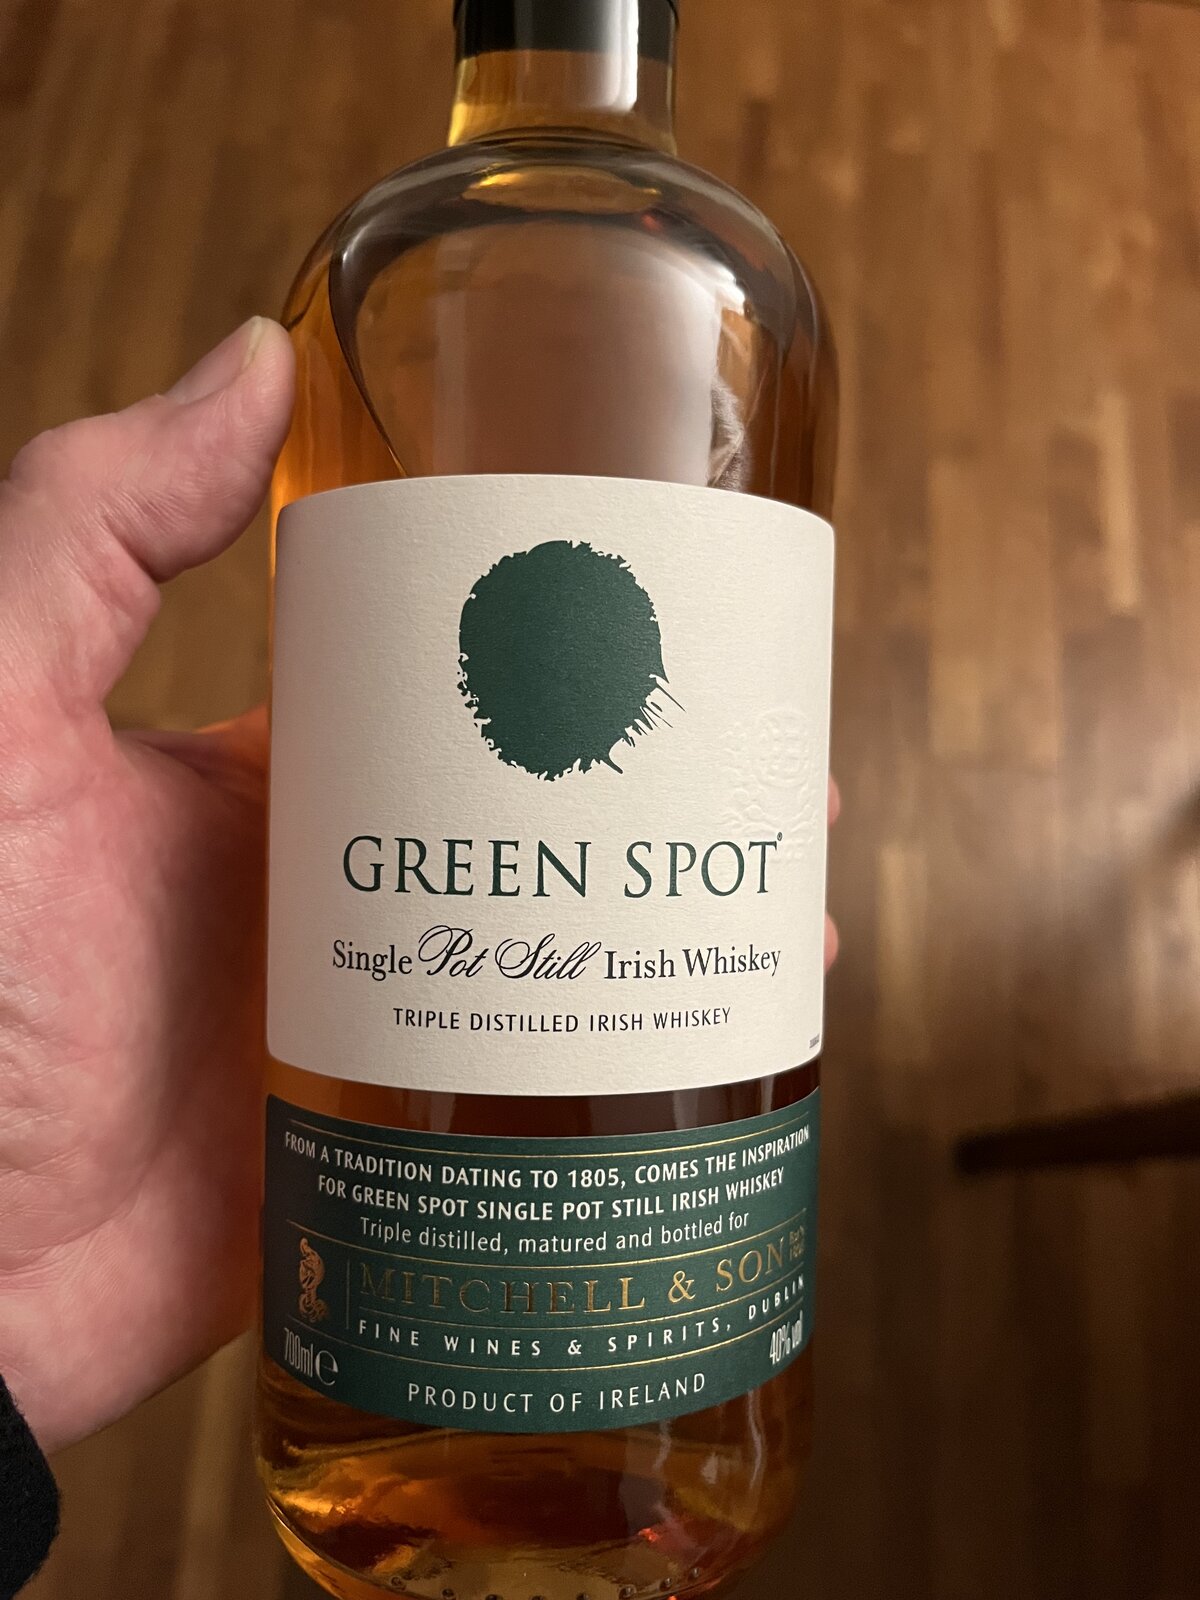 GREEN SPOT®
Single Pot Still Irish Whiskey
TRIPLE DISTILLED IRISH WHISKEY
FROM A TRADITION DATING TO 1805, COMES THE INSPIRATION
FOR GREEN SPOT SINGLE POT STILL IRISH WHISKEY
Triple distilled, matured and bottled for
MITCHELL & SON
FINE WINES & SPIRITS, DUBLIN
700ml e 40% vol
PRODUCT OF IRELAND